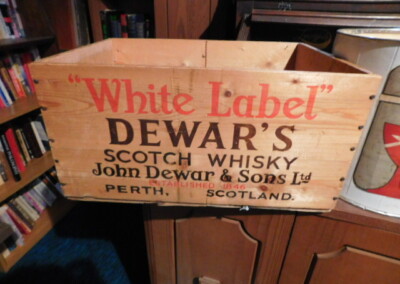 "White Label"
DEWAR'S
SCOTCH WHISKY
John Dewar & Sons Ltd
ESTABLISHED 1846
PERTH. SCOTLAND.